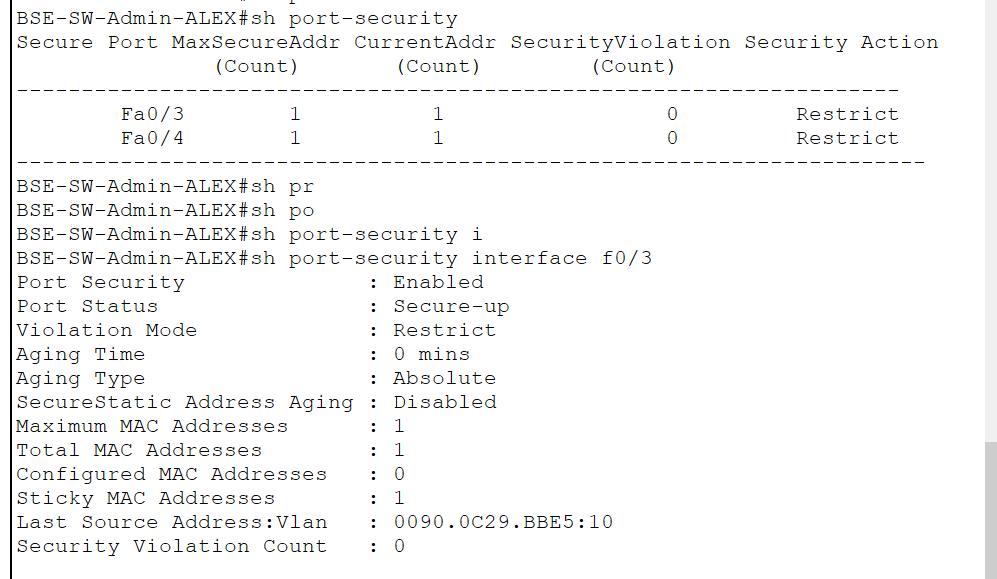 BSE-SW-Admin-ALEX#sh port-security
Secure Port MaxSecureAddr CurrentAddr SecurityViolation Security Action
(Count) (Count) (Count)
--------------------------------------------------------------------
Fa0/3 1 1 0 Restrict
Fa0/4 1 1 0 Restrict
----------------------------------------------------------------------
BSE-SW-Admin-ALEX#sh pr
BSE-SW-Admin-ALEX#sh po
BSE-SW-Admin-ALEX#sh port-security i
BSE-SW-Admin-ALEX#sh port-security interface f0/3
Port Security : Enabled
Port Status : Secure-up
Violation Mode : Restrict
Aging Time : 0 mins
Aging Type : Absolute
SecureStatic Address Aging : Disabled
Maximum MAC Addresses : 1
Total MAC Addresses : 1
Configured MAC Addresses : 0
Sticky MAC Addresses : 1
Last Source Address:Vlan : 0090.0C29.BBE5:10
Security Violation Count : 0